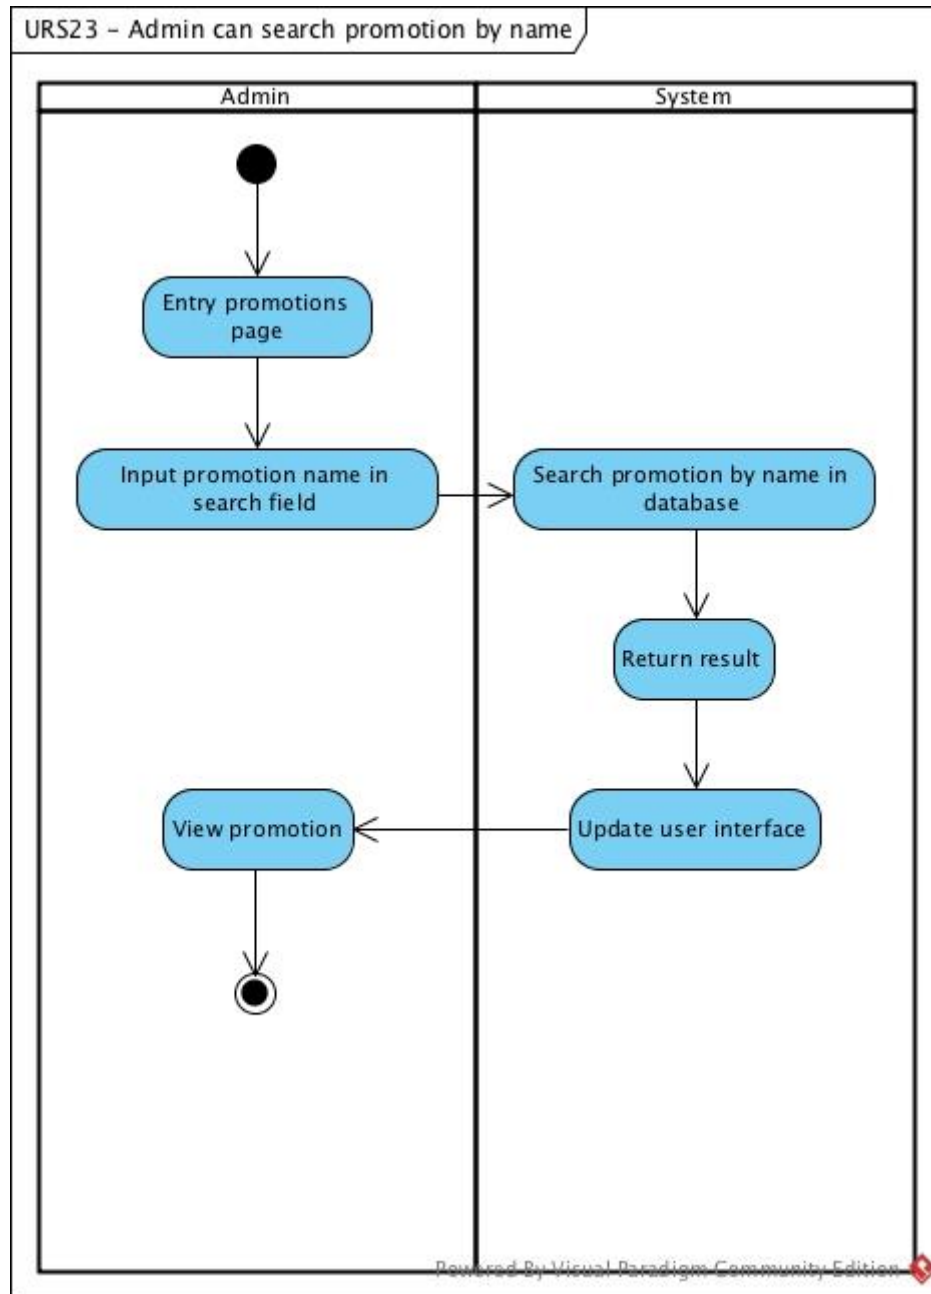 URS23 – Admin can search promotion by name
Admin
System
Entry promotions
page
Input promotion name in
search field
Search promotion by name in
database
Return result
View promotion
Update user interface
Powered By Visual Paradigm Community Edition